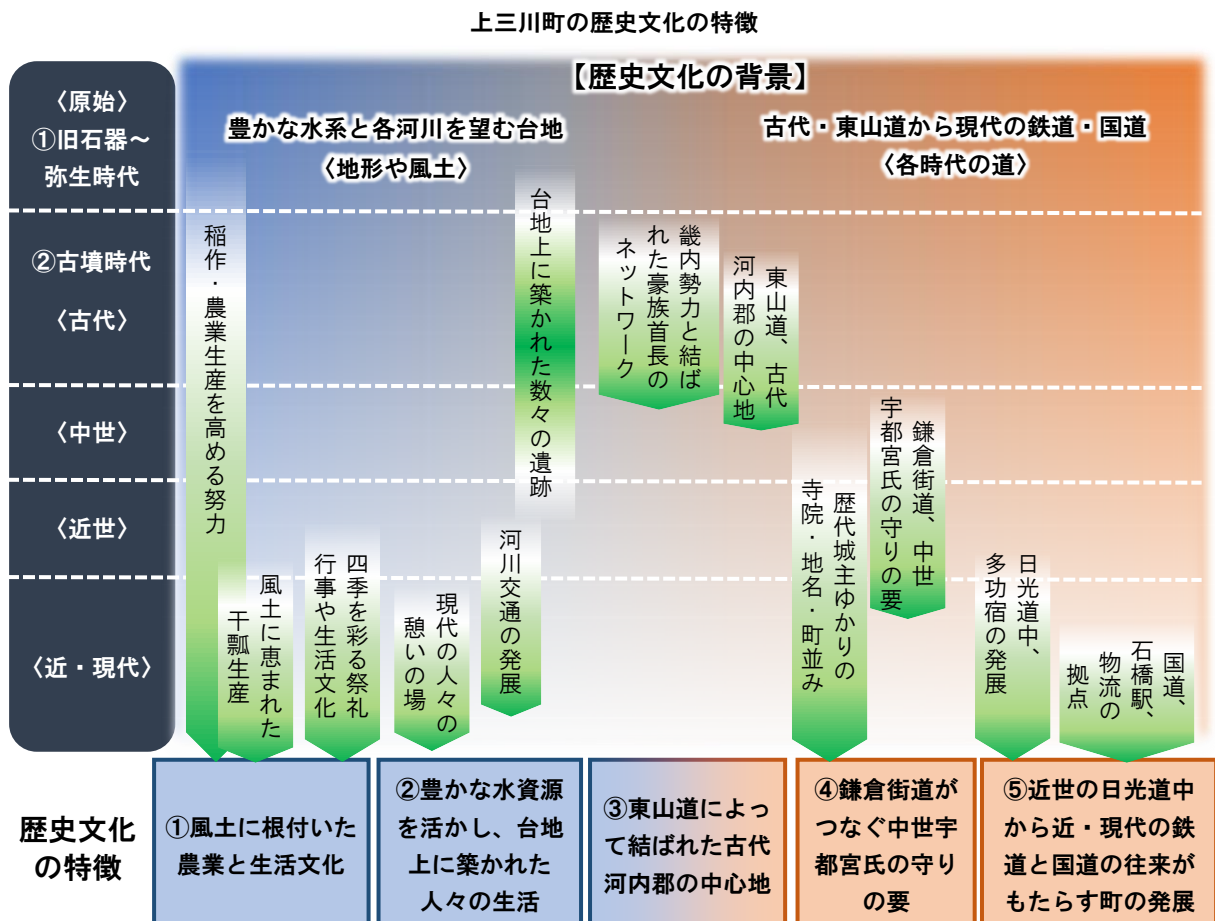 上三川町の歴史文化の特徴
【歴史文化の背景】
〈原始〉
①旧石器～
弥生時代
②古墳時代
〈古代〉
〈中世〉
〈近世〉
〈近・現代〉
豊かな水系と各河川を望む台地
〈地形や風土〉
古代・東山道から現代の鉄道・国道
〈各時代の道〉
稲作・農業生産を高める努力
風土に恵まれた
干瓢生産
四季を彩る祭礼
行事や生活文化
現代の人々の
憩いの場
河川交通の発展
台地上に築かれた数々の遺跡
畿内勢力と結ば
れた豪族首長の
ネットワーク
東山道、古代
河内郡の中心地
歴代城主ゆかりの
寺院・地名・町並み
鎌倉街道、中世
宇都宮氏の守りの要
日光道中、
多功宿の発展
国道、
石橋駅、
物流の
拠点
歴史文化
の特徴
①風土に根付いた
農業と生活文化
②豊かな水資源
を活かし、台地
上に築かれた
人々の生活
③東山道によっ
て結ばれた古代
河内郡の中心地
④鎌倉街道が
つなぐ中世宇
都宮氏の守り
の要
⑤近世の日光道中
から近・現代の鉄
道と国道の往来が
もたらす町の発展